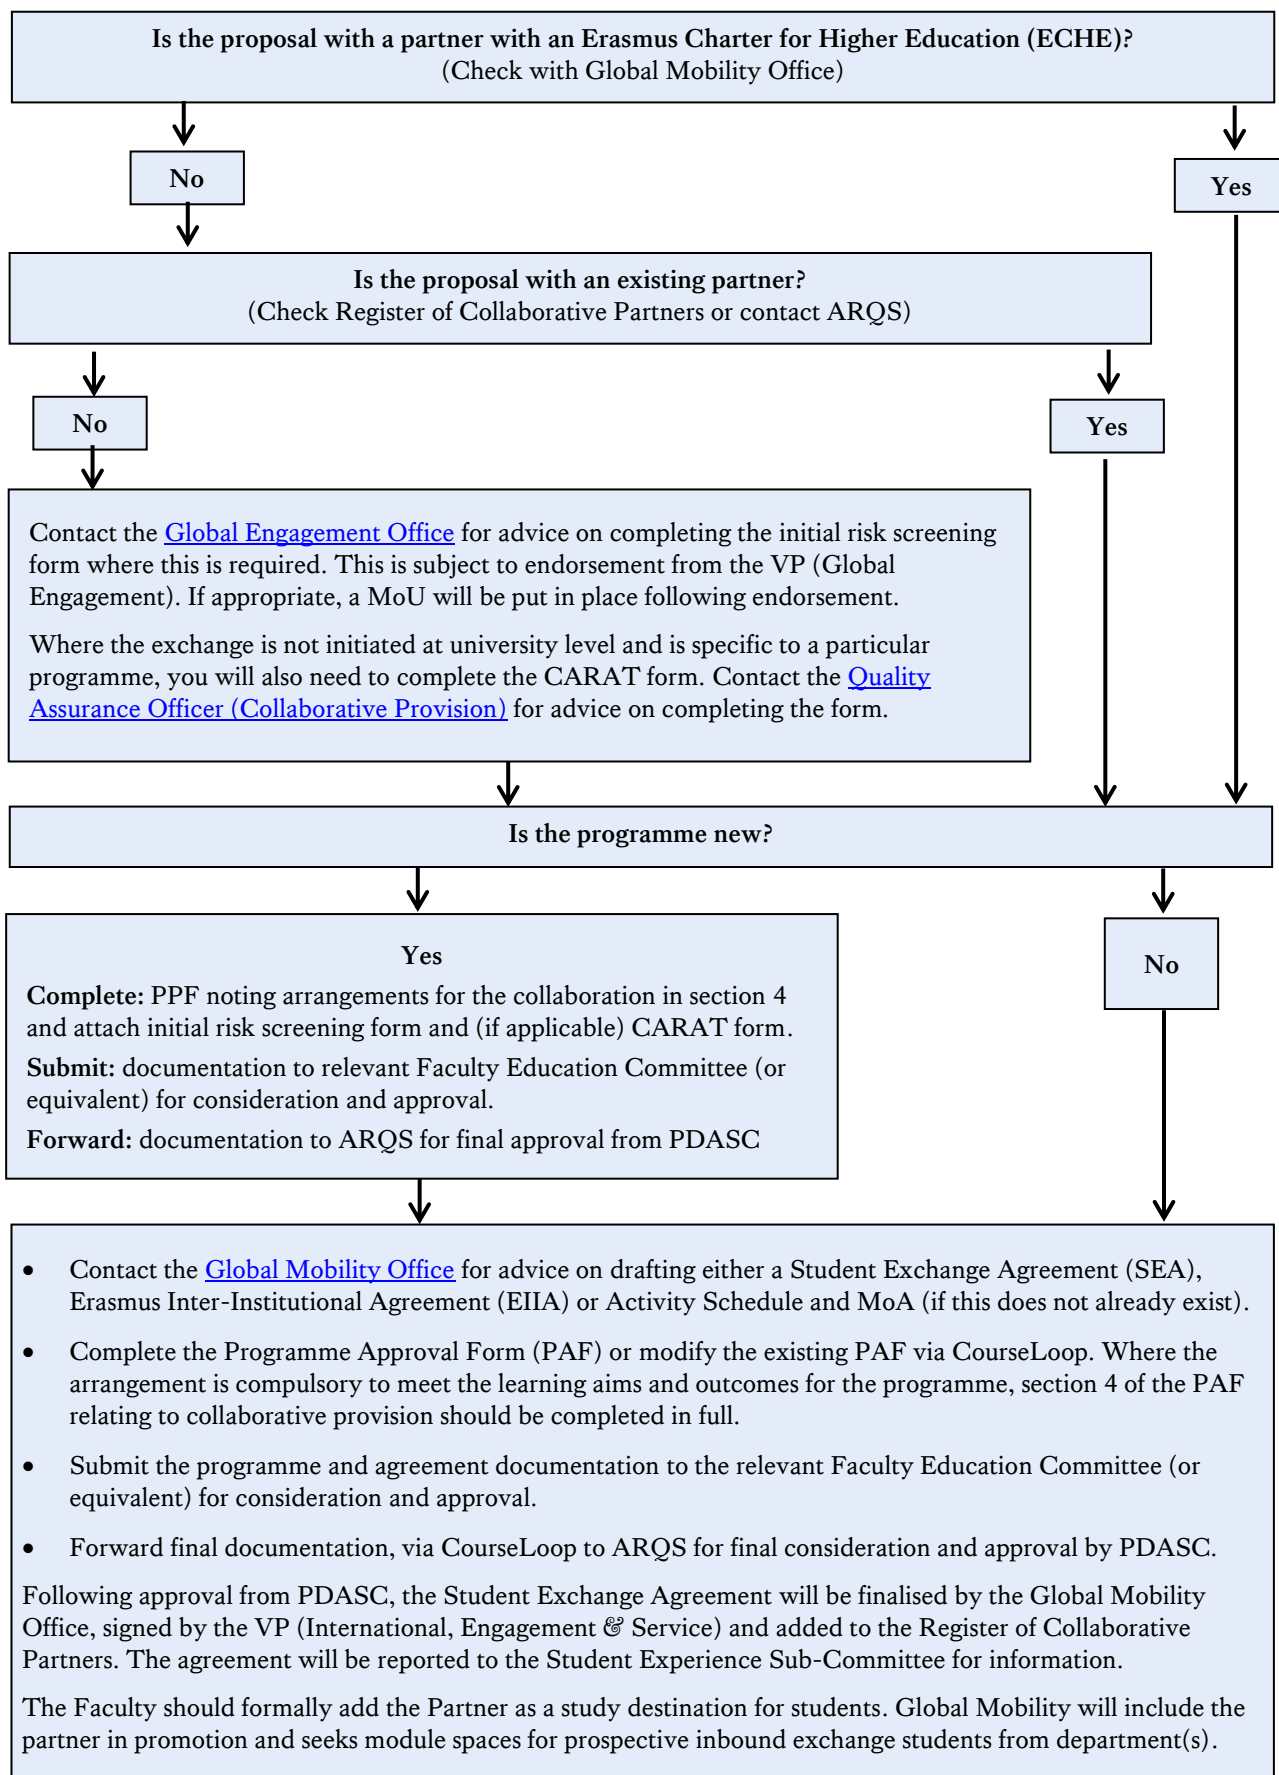 Is the proposal with a partner with an Erasmus Charter for Higher Education (ECHE)?
(Check with Global Mobility Office)
No
Yes
Is the proposal with an existing partner?
(Check Register of Collaborative Partners or contact ARQS)
No
Yes
Contact the Global Engagement Office for advice on completing the initial risk screening
form where this is required. This is subject to endorsement from the VP (Global
Engagement). If appropriate, a MoU will be put in place following endorsement.
Where the exchange is not initiated at university level and is specific to a particular
programme, you will also need to complete the CARAT form. Contact the Quality
Assurance Officer (Collaborative Provision) for advice on completing the form.
Is the programme new?
Yes
Complete: PPF noting arrangements for the collaboration in section 4
and attach initial risk screening form and (if applicable) CARAT form.
Submit: documentation to relevant Faculty Education Committee (or
equivalent) for consideration and approval.
Forward: documentation to ARQS for final approval from PDASC
No
• Contact the Global Mobility Office for advice on drafting either a Student Exchange Agreement (SEA),
Erasmus Inter-Institutional Agreement (EIIA) or Activity Schedule and MoA (if this does not already exist).
• Complete the Programme Approval Form (PAF) or modify the existing PAF via CourseLoop. Where the
arrangement is compulsory to meet the learning aims and outcomes for the programme, section 4 of the PAF
relating to collaborative provision should be completed in full.
• Submit the programme and agreement documentation to the relevant Faculty Education Committee (or
equivalent) for consideration and approval.
• Forward final documentation, via CourseLoop to ARQS for final consideration and approval by PDASC.
Following approval from PDASC, the Student Exchange Agreement will be finalised by the Global Mobility
Office, signed by the VP (International, Engagement & Service) and added to the Register of Collaborative
Partners. The agreement will be reported to the Student Experience Sub-Committee for information.
The Faculty should formally add the Partner as a study destination for students. Global Mobility will include the
partner in promotion and seeks module spaces for prospective inbound exchange students from department(s).